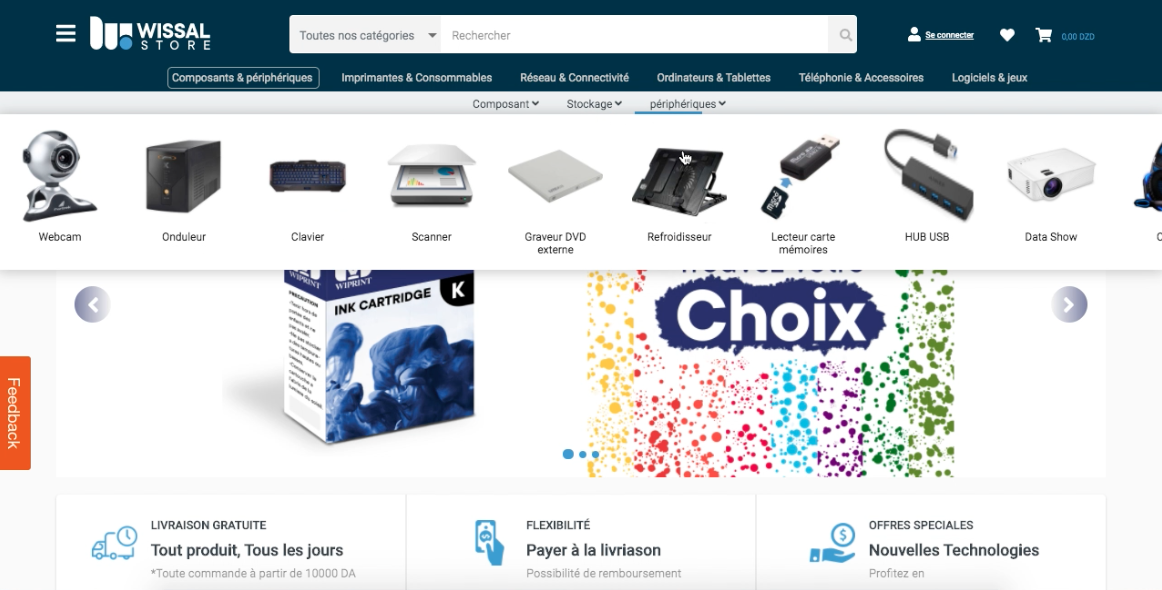 WISSAL
STORE
Toutes nos catégories
Rechercher
Se connecter
0,00 DZD
Composants & périphériques
Imprimantes & Consommables
Réseau & Connectivité
Ordinateurs & Tablettes
Téléphonie & Accessoires
Logiciels & jeux
Composant
Stockage
périphériques
Webcam
Onduleur
Clavier
Scanner
Graveur DVD
externe
Refroidisseur
Lecteur carte
mémoires
HUB USB
Data Show
C
WIPRINT
WIPRINT
PRECAUTION
INK CARTRIDGE
K
Choix
Feedback
LIVRAISON GRATUITE
Tout produit, Tous les jours
*Toute commande à partir de 10000 DA
FLEXIBILITÉ
Payer à la livriason
Possibilité de remboursement
OFFRES SPECIALES
Nouvelles Technologies
Profitez en